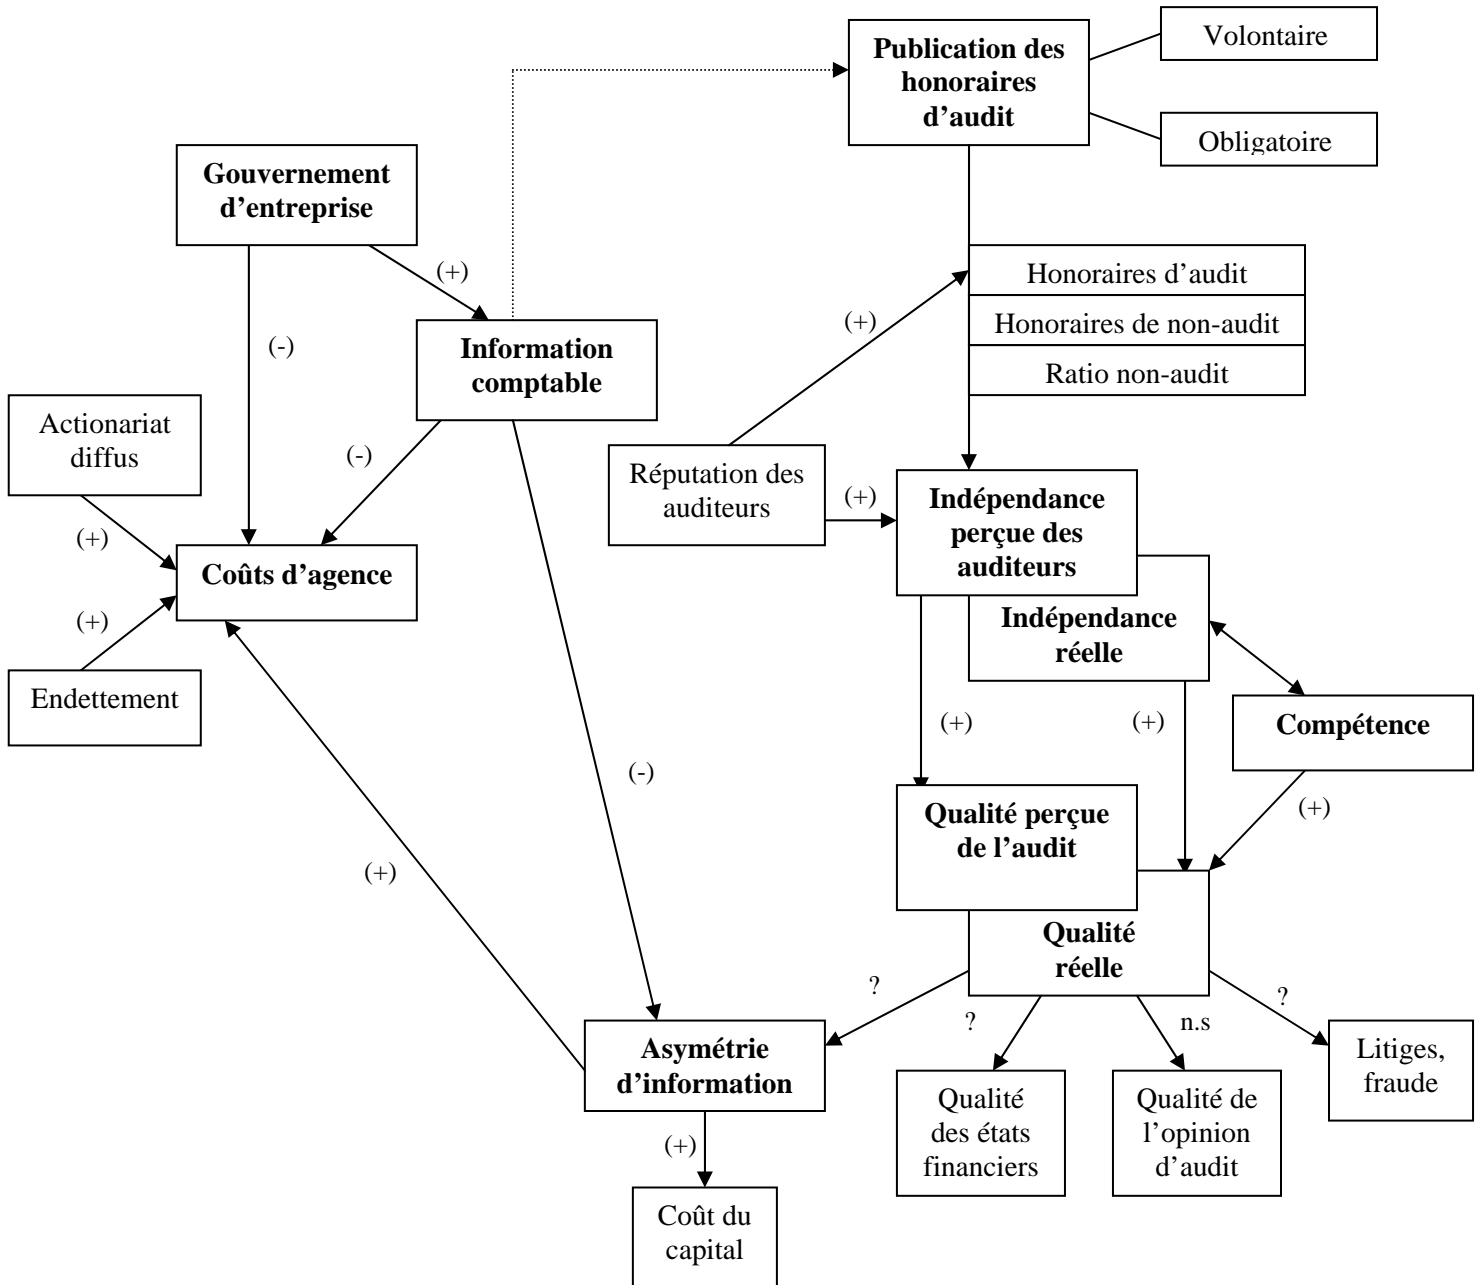 Publication des
honoraires
d’audit
Volontaire
Obligatoire
Gouvernement
d’entreprise
(+)
(-)
Information
comptable
Honoraires d’audit
Honoraires de non-audit
Ratio non-audit
(+)
Actionariat
diffus
(-)
(+)
Réputation des
auditeurs
(+)
Indépendance
perçue des
auditeurs
Coûts d’agence
(+)
Endettement
Indépendance
réelle
(+)
(+)
Compétence
(-)
(+)
Qualité perçue
de l’audit
(+)
Qualité
réelle
?
?
n.s
?
Asymétrie
d’information
Litiges,
fraude
Qualité
des états
financiers
Qualité de
l’opinion
d’audit
(+)
Coût du
capital